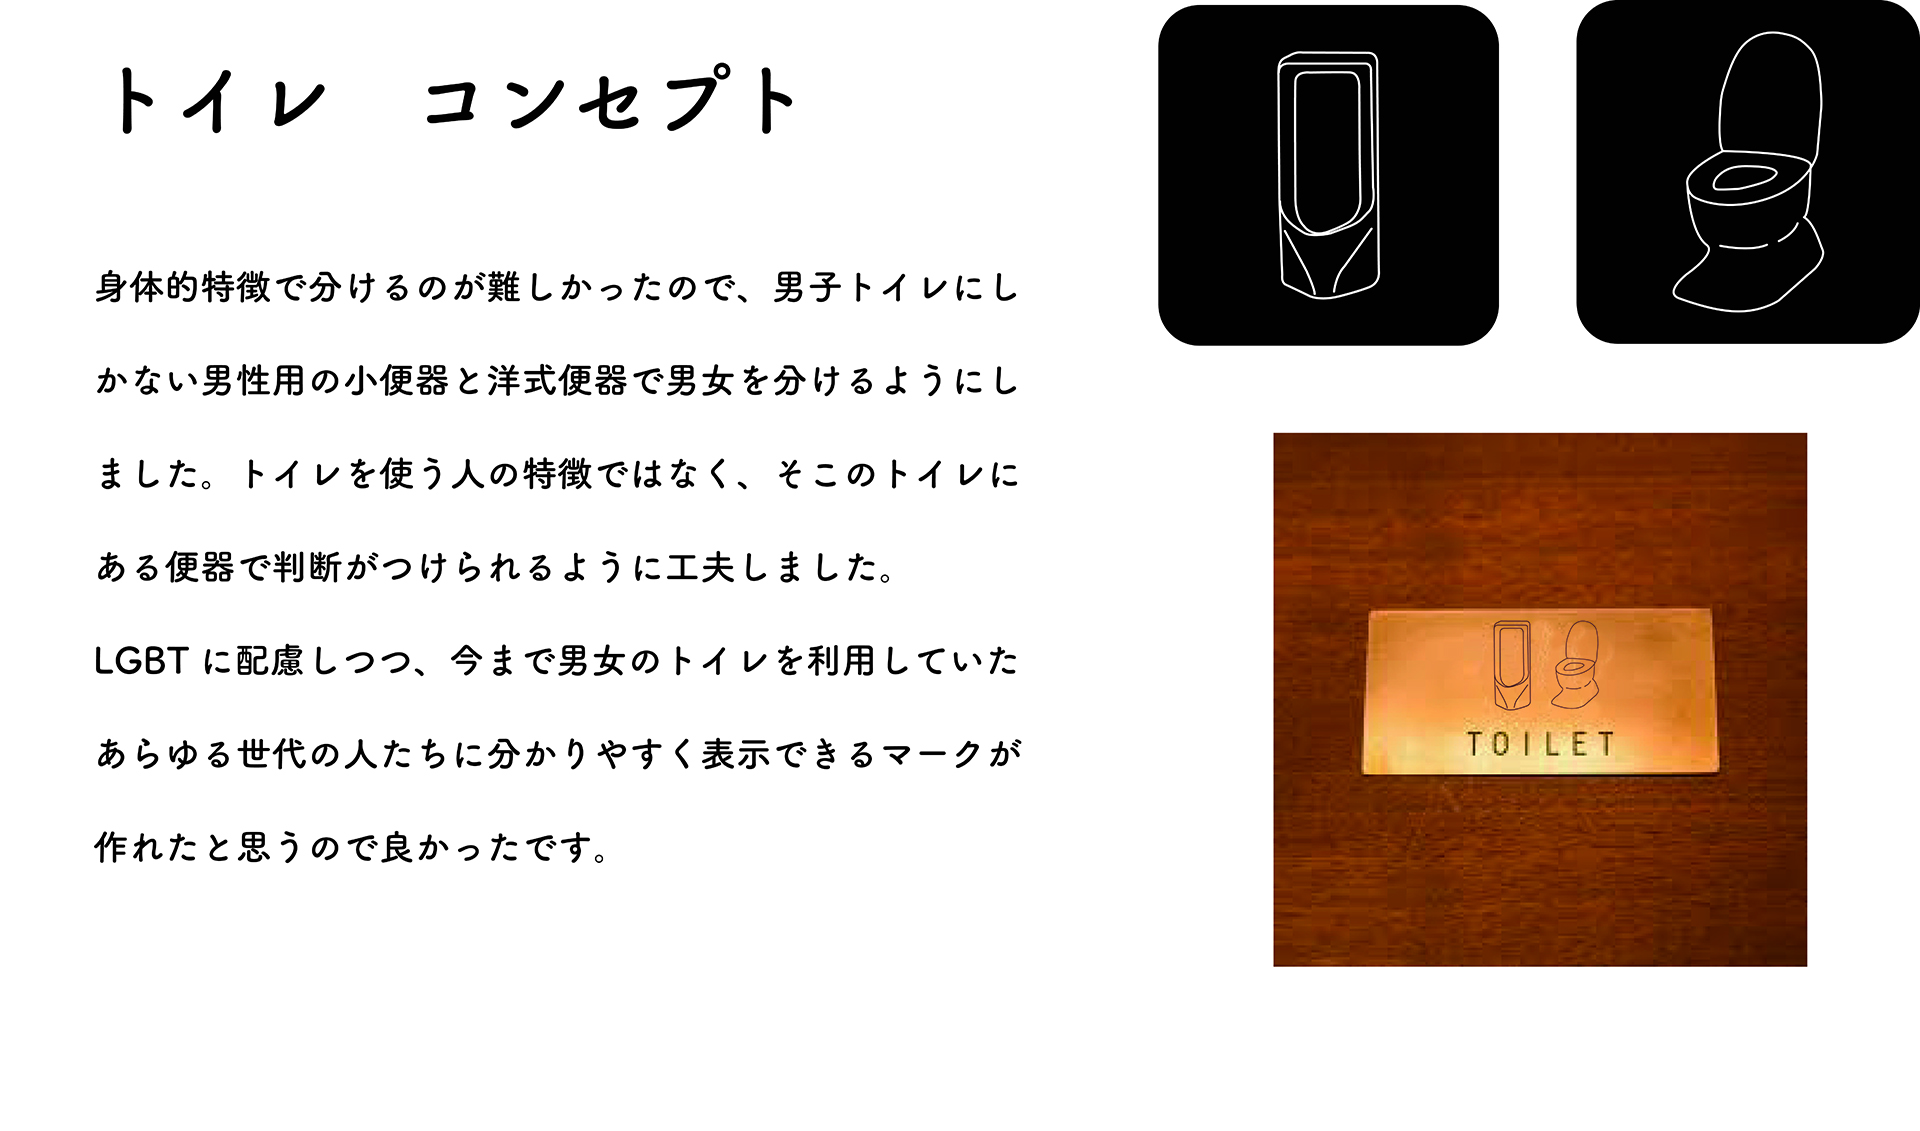 トイレ　コンセプト
身体的特徴で分けるのが難しかったので、男子トイレにし
かない男性用の小便器と洋式便器で男女を分けるようにし
ました。トイレを使う人の特徴ではなく、そこのトイレに
ある便器で判断がつけられるように工夫しました。
LGBT に配慮しつつ、今まで男女のトイレを利用していた
あらゆる世代の人たちに分かりやすく表示できるマークが
作れたと思うので良かったです。
TOILET